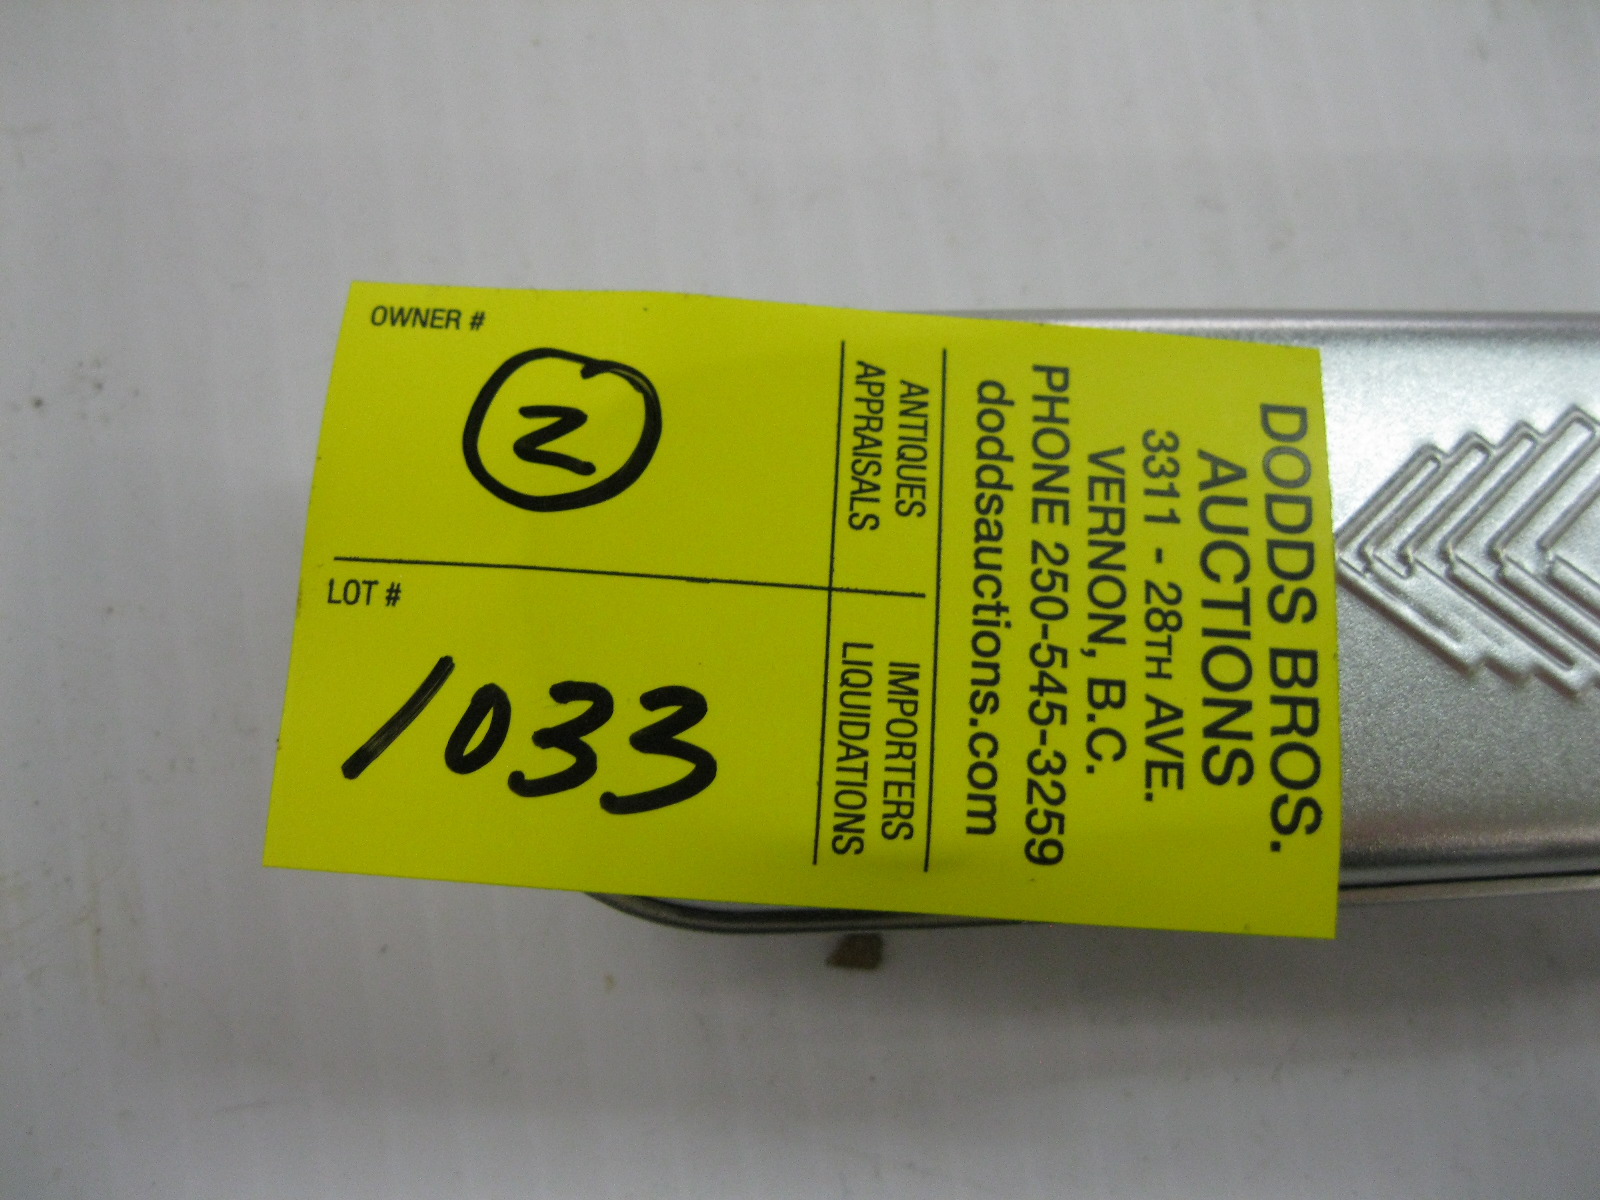 DODDS BROS.
AUCTIONS
3311 - 28TH AVE.
VERNON, B.C.
PHONE 250-545-3259
doddsauctions.com
ANTIQUES
APPRAISALS
IMPORTERS
LIQUIDATIONS
OWNER #
2
LOT #
1033